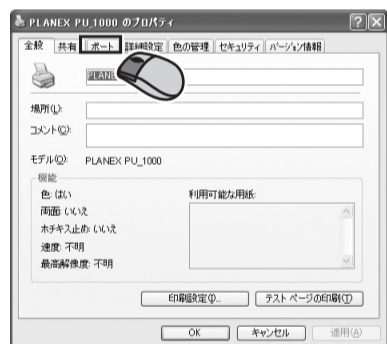 PLANEX PU_1000 のプロパティ
全般 共有 ポート 詳細設定 色の管理 セキュリティ バージョン情報
場所(L):
コメント(C):
モデル(O): PLANEX PU_1000
機能
色: はい 利用可能な用紙:
両面: いいえ
ホチキス止め: いいえ
速度: 不明
最高解像度: 不明
印刷設定(I)... テスト ページの印刷(T)
OK キャンセル 適用(A)